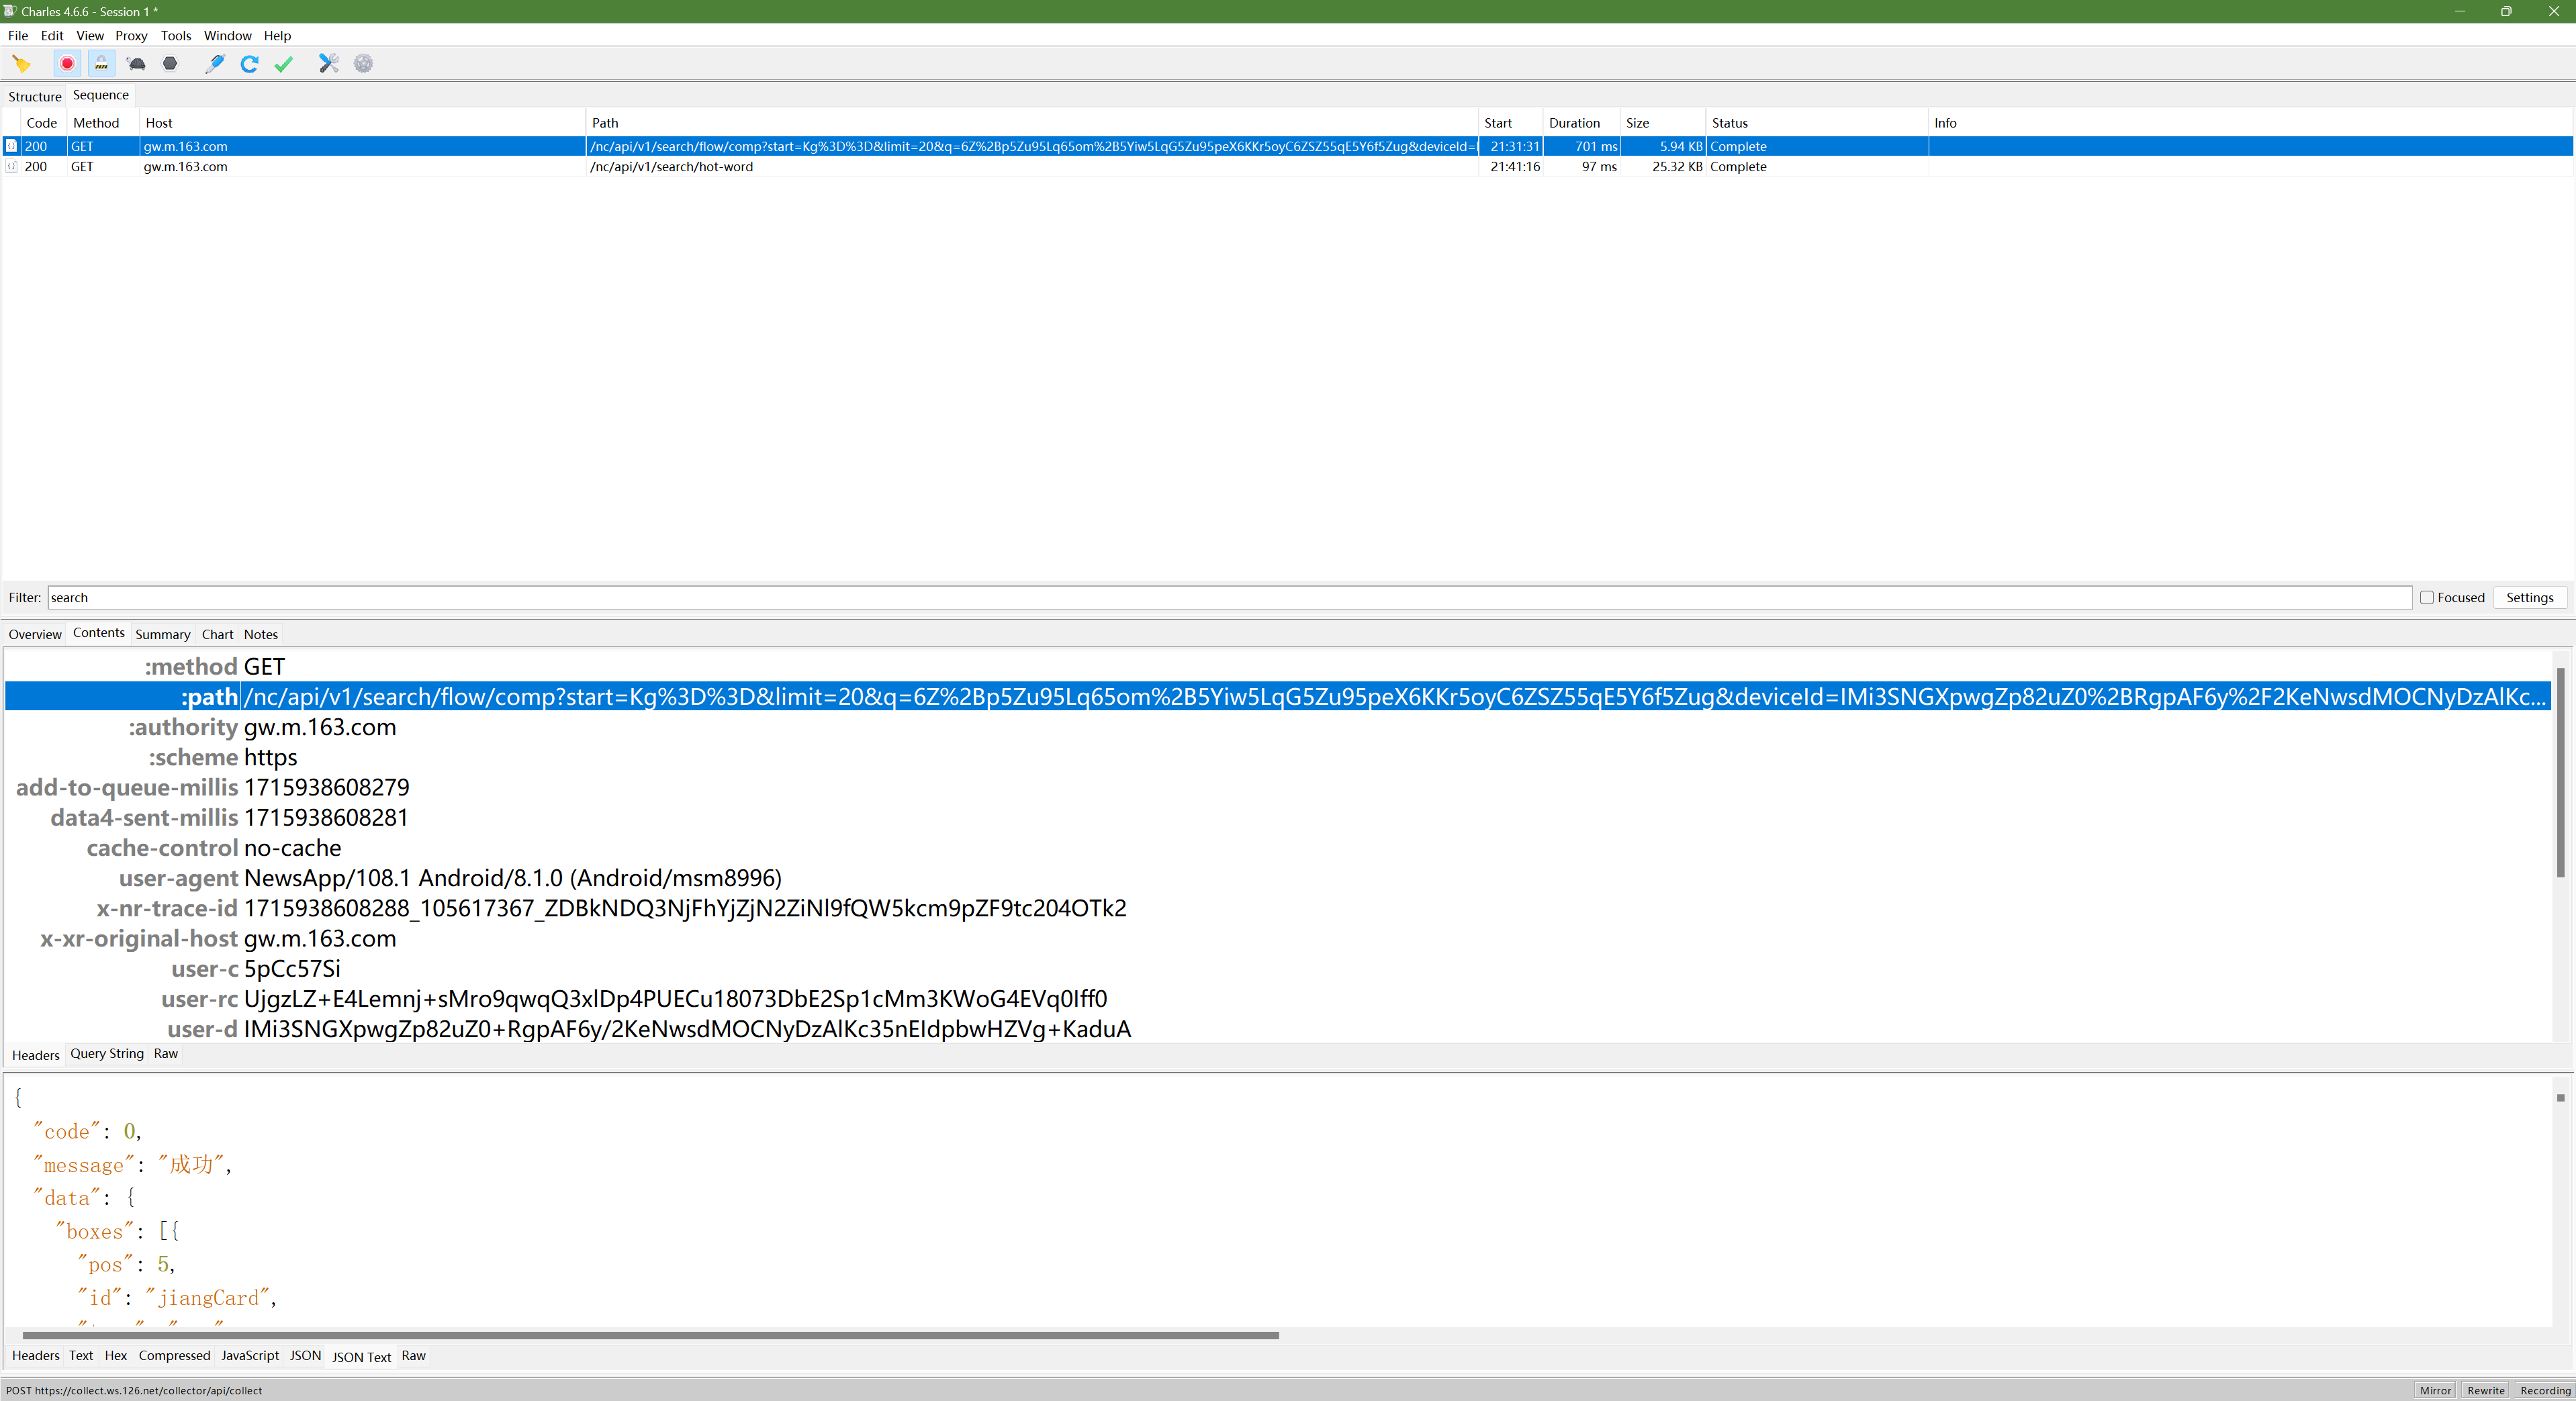 Charles 4.6.6 - Session 1 *
File Edit View Proxy Tools Window Help
Structure Sequence
Code Method Host Path Start Duration Size Status Info
200 GET gw.m.163.com /nc/api/v1/search/flow/comp?start=Kg%3D%3D&limit=20&q=6Z%2Bp5Zu95Lq65om%2B5Yiw5LqG5Zu95peX6KKr5oyC6ZSZ55qE5Y6f5Zug&deviceId=I 21:31:31 701 ms 5.94 KB Complete
200 GET gw.m.163.com /nc/api/v1/search/hot-word 21:41:16 97 ms 25.32 KB Complete
Filter: search Focused Settings
Overview Contents Summary Chart Notes
:method GET
:path /nc/api/v1/search/flow/comp?start=Kg%3D%3D&limit=20&q=6Z%2Bp5Zu95Lq65om%2B5Yiw5LqG5Zu95peX6KKr5oyC6ZSZ55qE5Y6f5Zug&deviceId=IMi3SNGXpwgZp82uZ0%2BRgpAF6y%2F2KeNwsdMOCNyDzAlKc...
:authority gw.m.163.com
:scheme https
add-to-queue-millis 1715938608279
data4-sent-millis 1715938608281
cache-control no-cache
user-agent NewsApp/108.1 Android/8.1.0 (Android/msm8996)
x-nr-trace-id 1715938608288_105617367_ZDBkNDQ3NjFhYjZjN2ZiNl9fQW5kcm9pZF9tc204OTk2
x-xr-original-host gw.m.163.com
user-c 5pCc57Si
user-rc UjgzLZ+E4Lemnj+sMro9qwqQ3xlDp4PUECu18073DbE2Sp1cMm3KWoG4EVq0Iff0
user-d IMi3SNGXpwgZp82uZ0+RgpAF6y/2KeNwsdMOCNyDzAlKc35nEIdpbwHZVg+KaduA
Headers Query String Raw
{
"code": 0,
"message": "成功",
"data": {
"boxes": [{
"pos": 5,
"id": "jiangCard",
Headers Text Hex Compressed JavaScript JSON JSON Text Raw
POST https://collect.ws.126.net/collector/api/collect Mirror Rewrite Recording